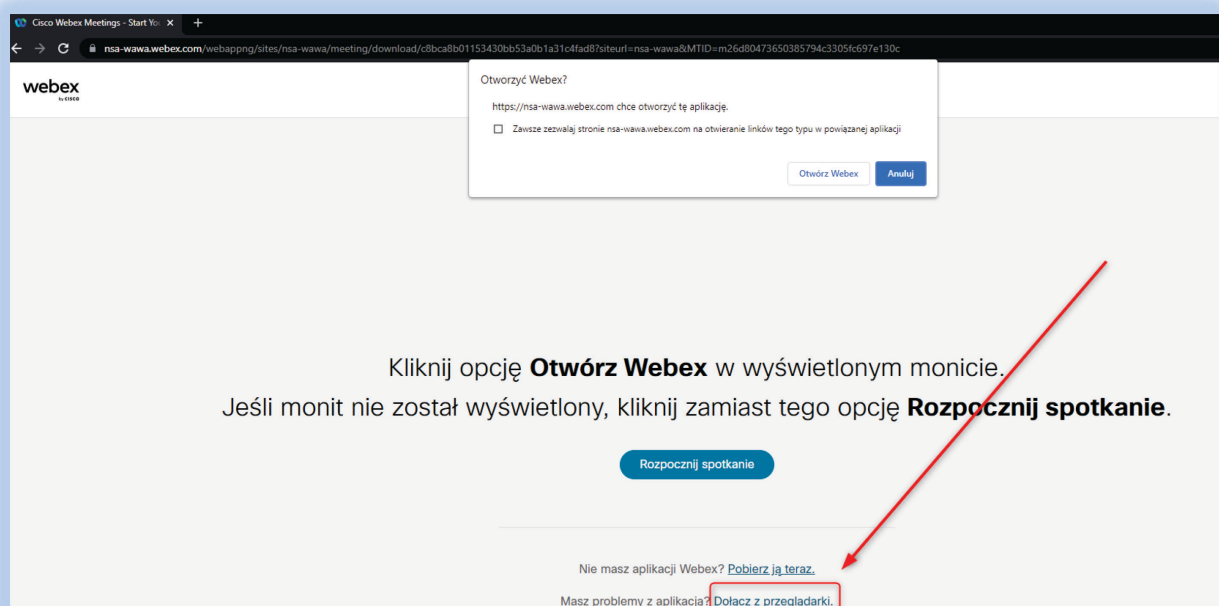 Cisco Webex Meetings - Start You
nsa-wawa.webex.com/webappng/sites/nsa-wawa/meeting/download/c8bca8b01153430bb53a0b1a31c4fad8?siteurl=nsa-wawa&MTID=m26d80473650385794c3305fc697e130c
webex
by CISCO
Otworzyć Webex?
https://nsa-wawa.webex.com chce otworzyć tę aplikację.
Zawsze zezwalaj stronie nsa-wawa.webex.com na otwieranie linków tego typu w powiązanej aplikacji
Otwórz Webex Anuluj
Kliknij opcję Otwórz Webex w wyświetlonym monicie.
Jeśli monit nie został wyświetlony, kliknij zamiast tego opcję Rozpocznij spotkanie.
Rozpocznij spotkanie
Nie masz aplikacji Webex? Pobierz ją teraz.
Masz problemy z aplikacją? Dołącz z przeglądarki.